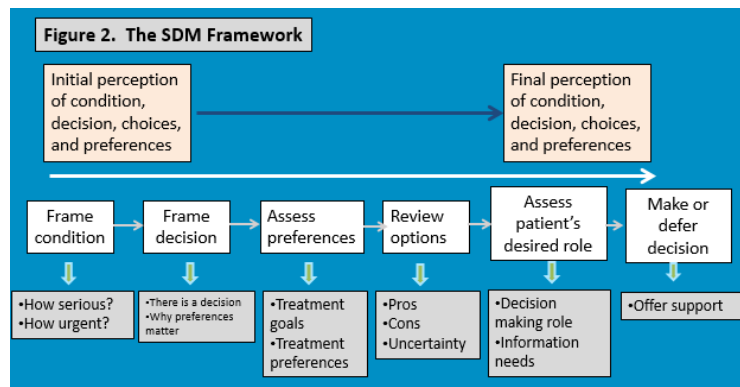 Figure 2.  The SDM Framework
Initial perception
of condition,
decision, choices,
and preferences
Final perception
of condition,
decision, choices,
and preferences
Frame
condition
Frame
decision
Assess
preferences
Review
options
Assess
patient's
desired role
Make or
defer
decision
•How serious?
•How urgent?
•There is a decision
•Why preferences
matter
•Treatment
goals
•Treatment
preferences
•Pros
•Cons
•Uncertainty
•Decision
making role
•Information
needs
•Offer support